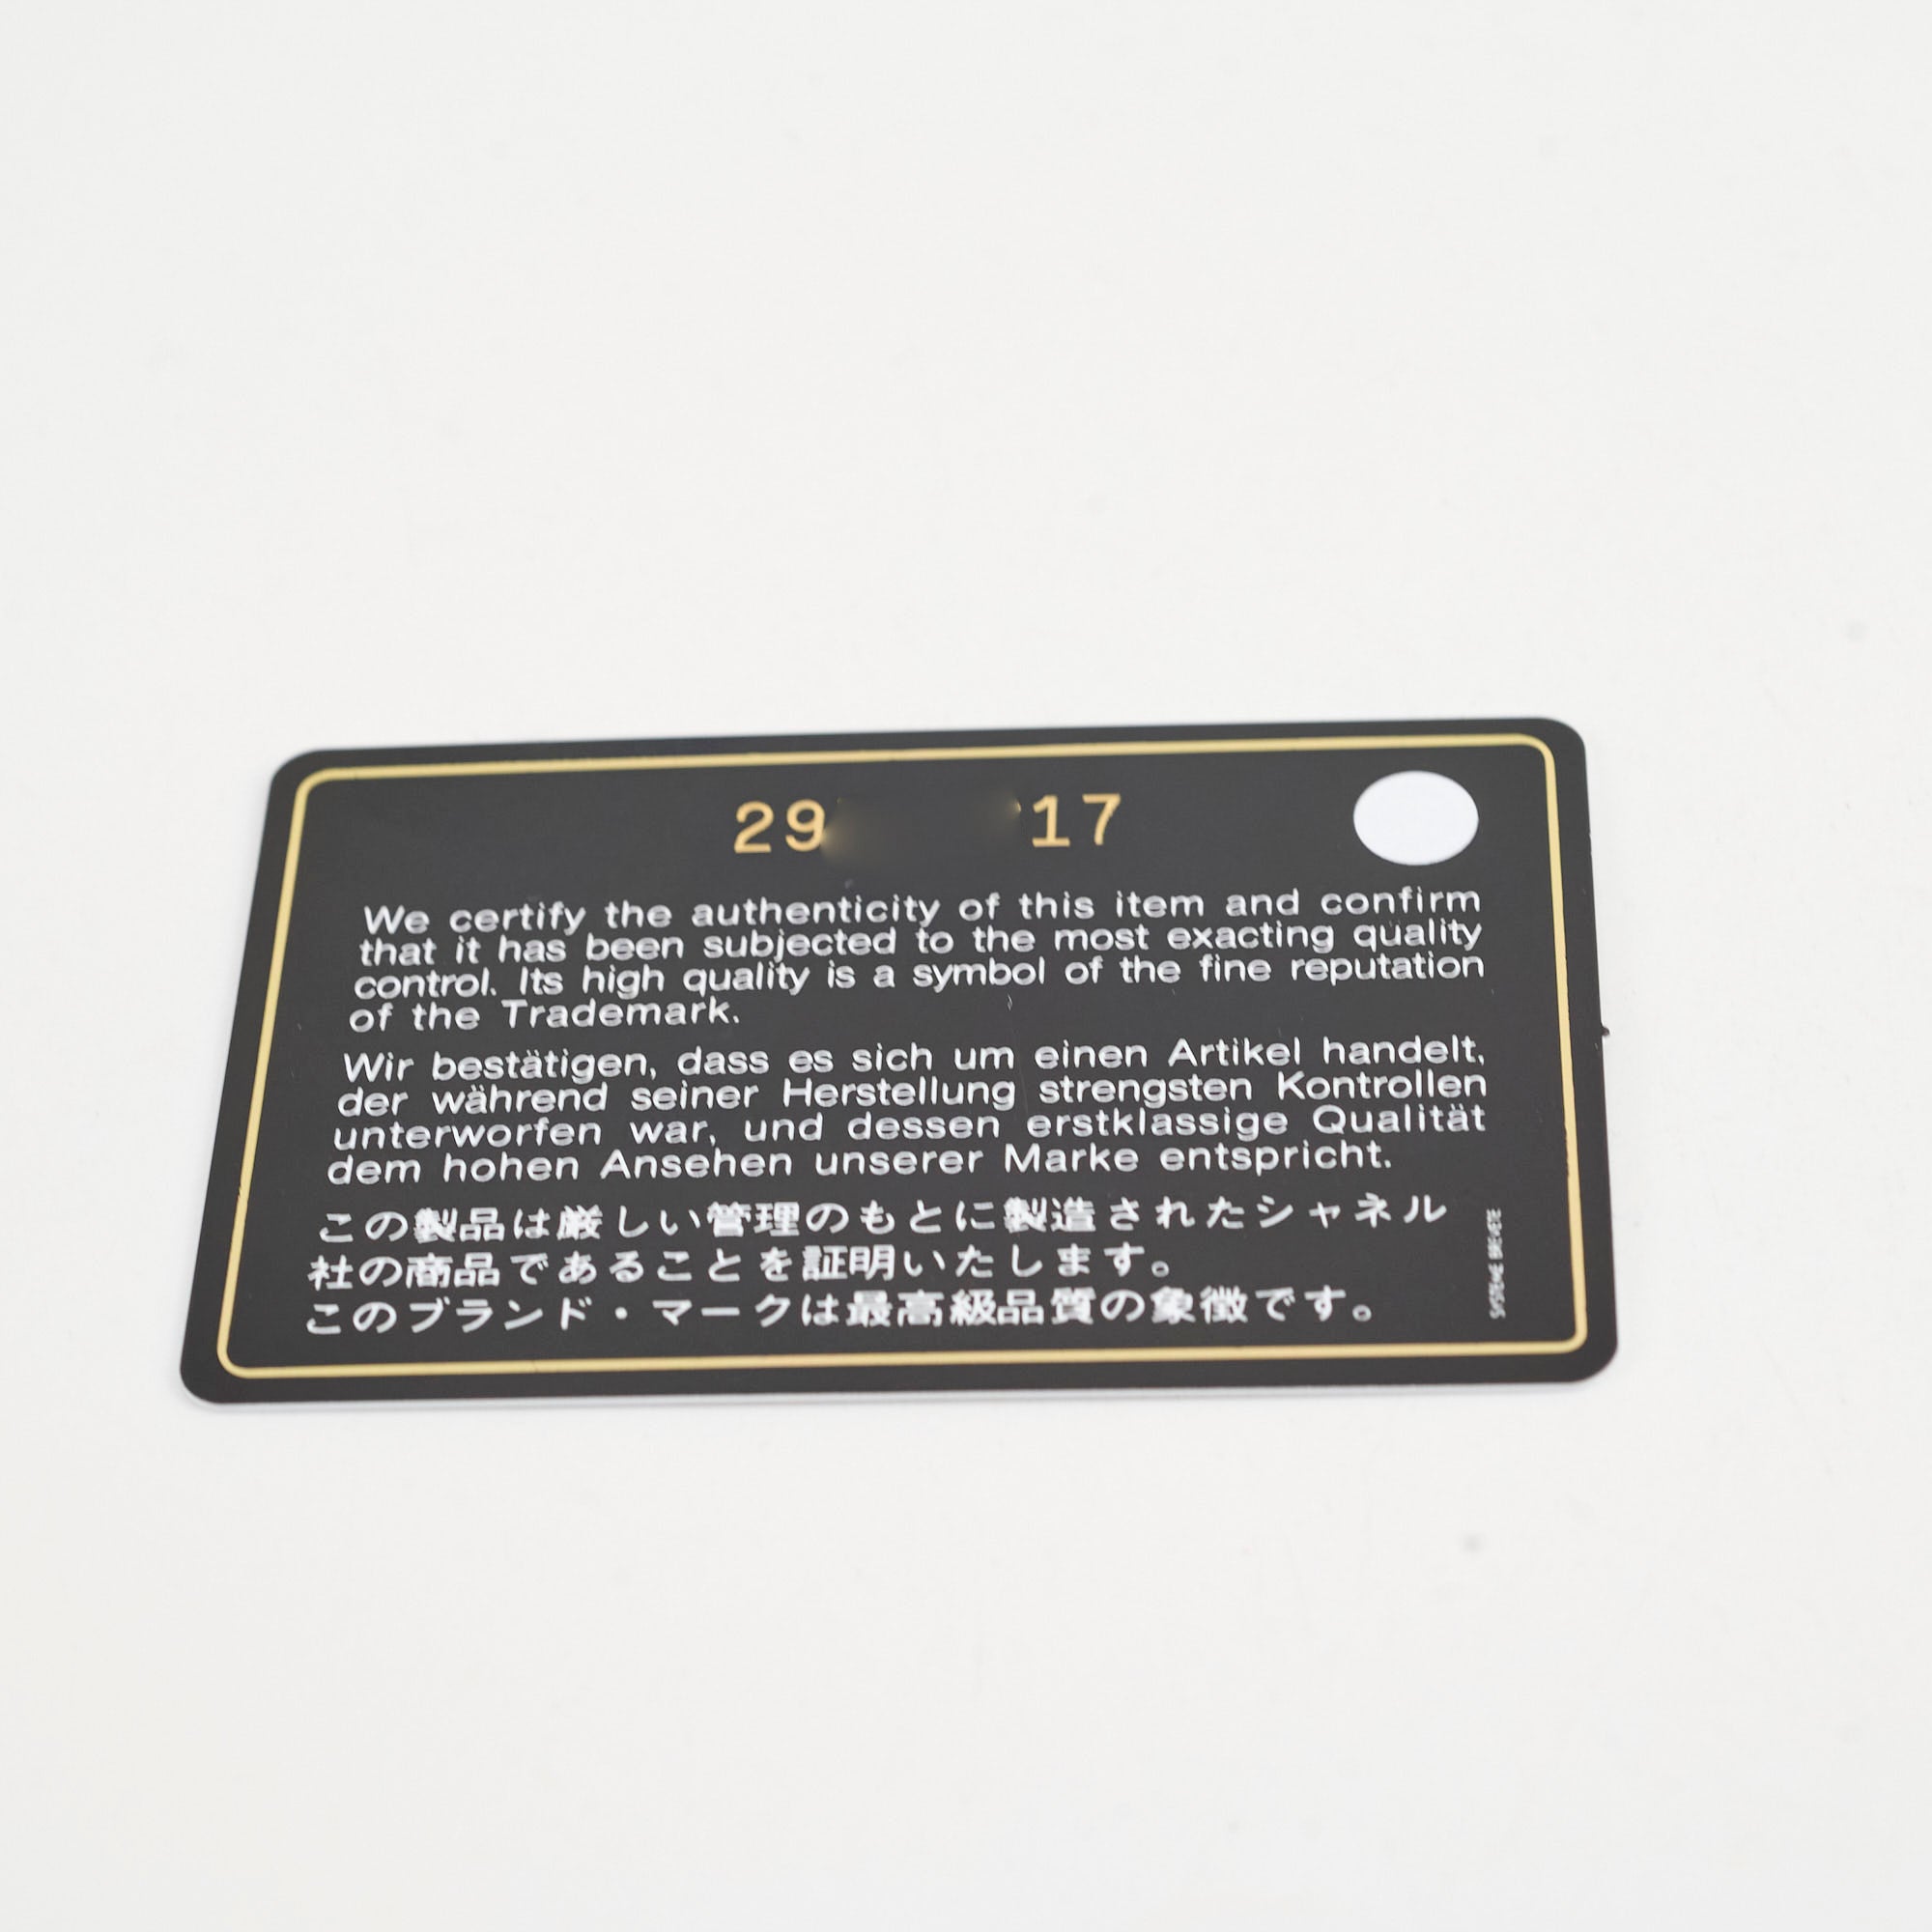 29 17
We certify the authenticity of this item and confirm
that it has been subjected to the most exacting quality
control. Its high quality is a symbol of the fine reputation
of the Trademark.
Wir bestätigen, dass es sich um einen Artikel handelt,
der während seiner Herstellung strengsten Kontrollen
unterworfen war, und dessen erstklassige Qualität
dem hohen Ansehen unserer Marke entspricht.
この製品は厳しい管理のもとに製造されたシャネル
社の商品であることを証明いたします。
このブランド・マークは最高級品質の象徴です。
SYSTEME BREVETE